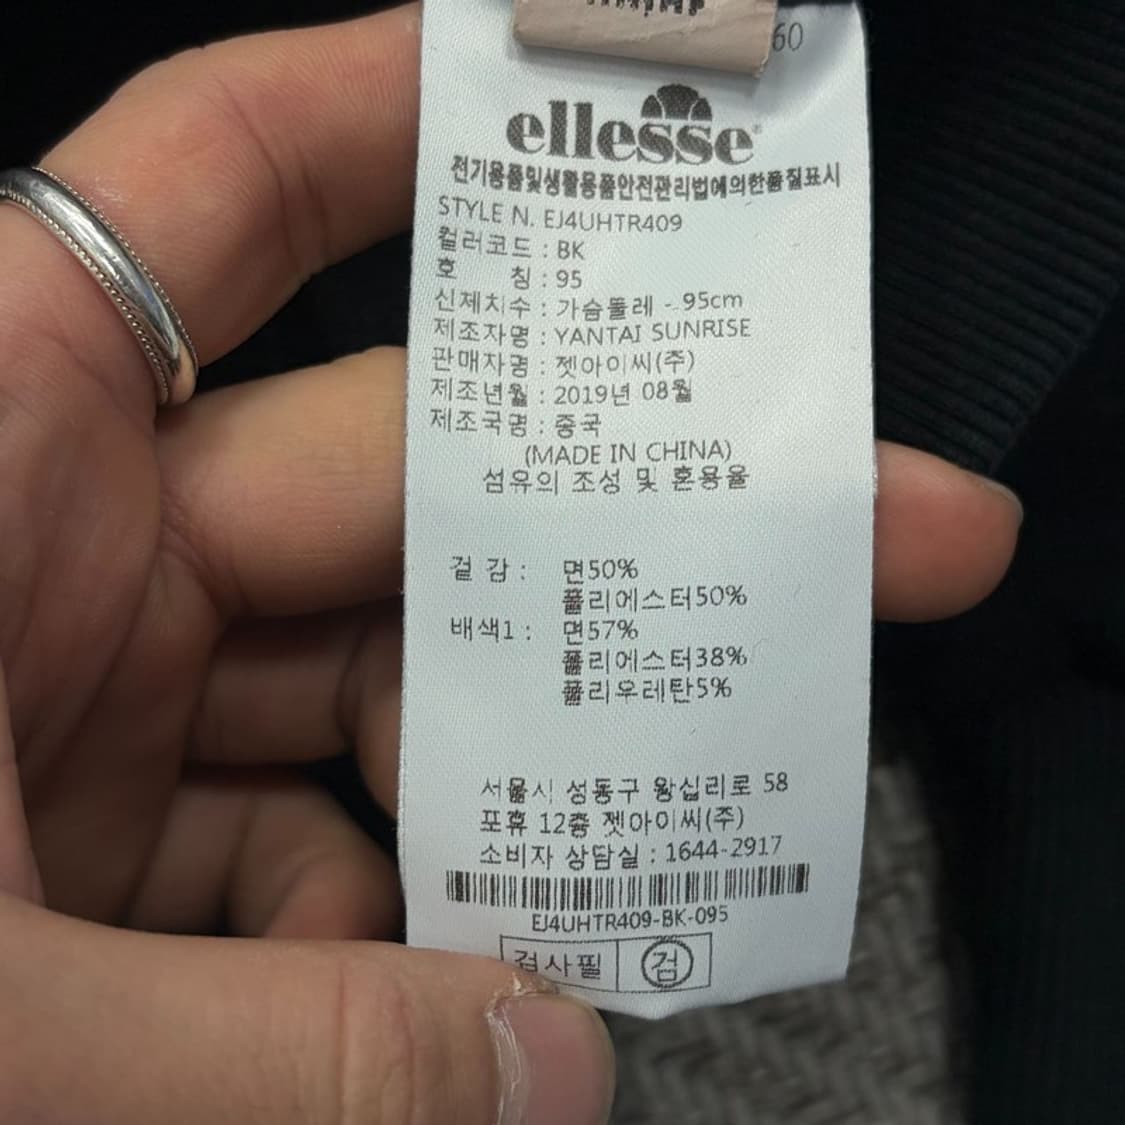 60
ellesse
전기용품및생활용품안전관리법에의한품질표시
STYLE N. EJ4UHTR409
컬러코드 : BK
호 칭 : 95
신체치수 : 가슴둘레 - 95cm
제조자명 : YANTAI SUNRISE
판매자명 : 젯아이씨(주)
제조년월 : 2019년 08월
제조국명 : 중국
(MADE IN CHINA)
섬유의 조성 및 혼용율
겉 감 : 면50%
폴리에스터50%
배색1 : 면57%
폴리에스터38%
폴리우레탄5%
서울시 성동구 왕십리로 58
포휴 12층 젯아이씨(주)
소비자 상담실 : 1644-2917
EJ4UHTR409-BK-095
검사필 검